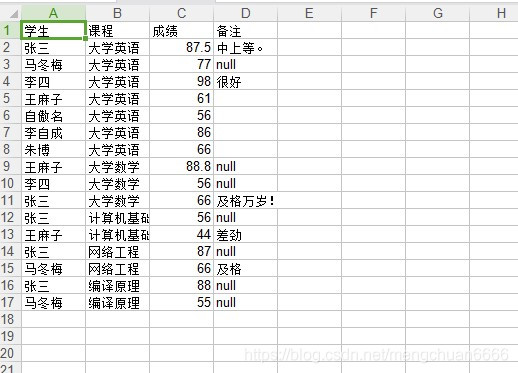 A B C D E F G H
1 学生 课程 成绩 备注
2 张三 大学英语 87.5 中上等。
3 马冬梅 大学英语 77 null
4 李四 大学英语 98 很好
5 王麻子 大学英语 61
6 自傲名 大学英语 56
7 李自成 大学英语 86
8 朱博 大学英语 66
9 王麻子 大学数学 88.8 null
10 李四 大学数学 56 null
11 张三 大学数学 66 及格万岁！
12 张三 计算机基础 56 null
13 王麻子 计算机基础 44 差劲
14 张三 网络工程 87 null
15 马冬梅 网络工程 66 及格
16 张三 编译原理 88 null
17 马冬梅 编译原理 55 null
18
19
20
21
https://blog.csdn.net/mengchuan6666